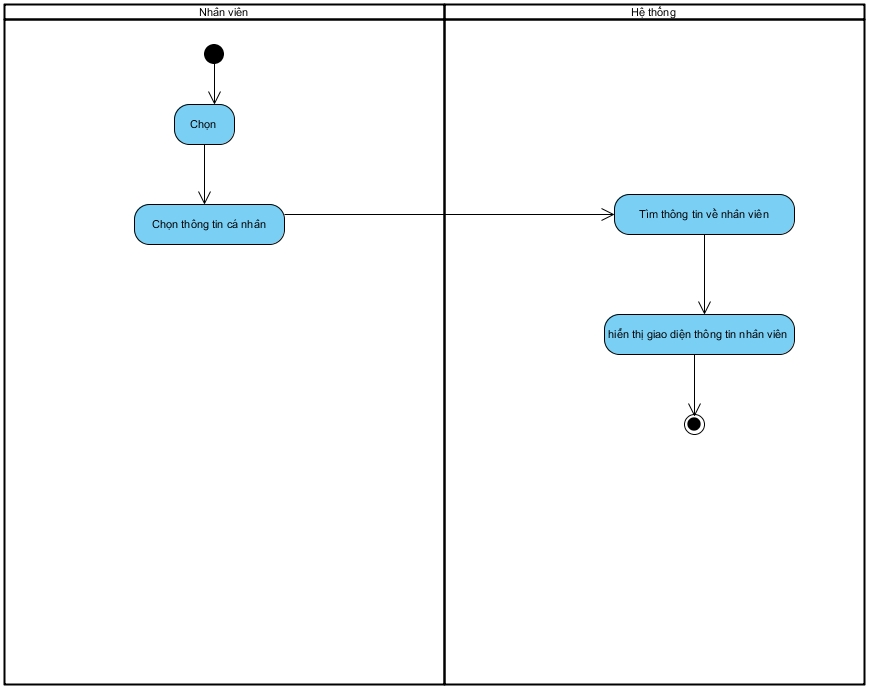 Nhân viên
Hệ thống
Chọn
Chọn thông tin cá nhân
Tìm thông tin về nhân viên
hiển thị giao diện thông tin nhân viên